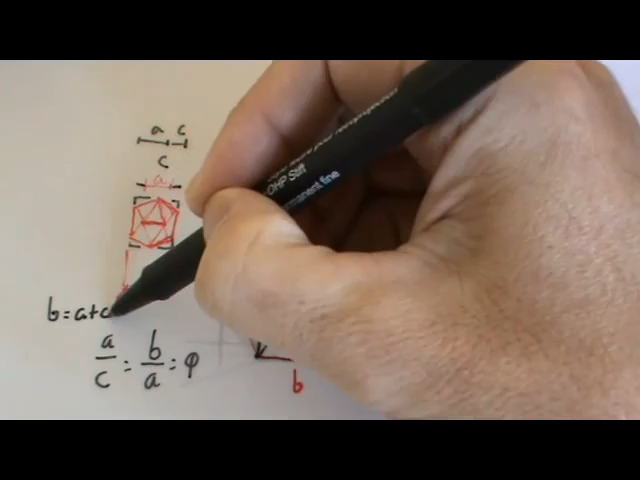 a c
c
a
b = a+c
a/c = b/a = φ
b
OHP Stift
permanent fine